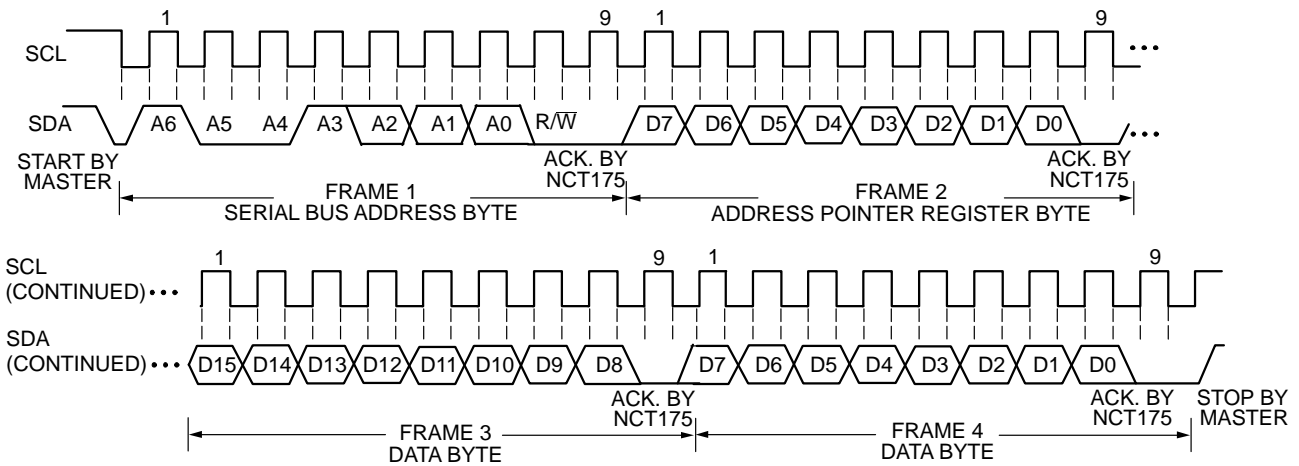 1 9 1 9
SCL
SDA A6 A5 A4 A3 A2 A1 A0 R/W̅ D7 D6 D5 D4 D3 D2 D1 D0
START BY MASTER
ACK. BY NCT175
ACK. BY NCT175
FRAME 1
SERIAL BUS ADDRESS BYTE
FRAME 2
ADDRESS POINTER REGISTER BYTE
1 9 1 9
SCL
(CONTINUED)
SDA
(CONTINUED)
D15 D14 D13 D12 D11 D10 D9 D8 D7 D6 D5 D4 D3 D2 D1 D0
ACK. BY NCT175
ACK. BY NCT175
STOP BY MASTER
FRAME 3
DATA BYTE
FRAME 4
DATA BYTE